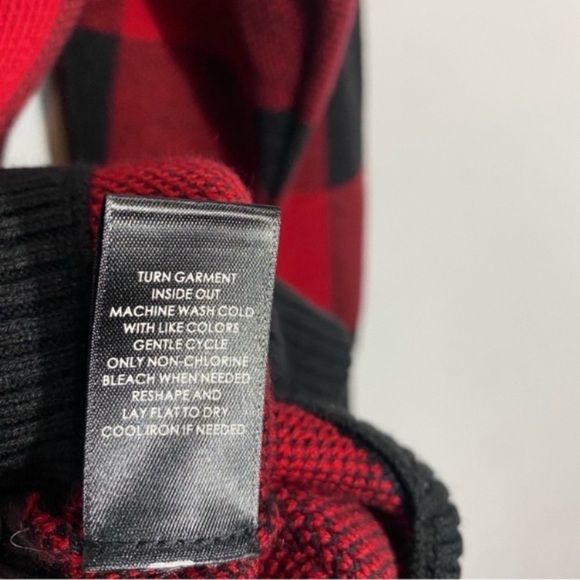 TURN GARMENT
INSIDE OUT
MACHINE WASH COLD
WITH LIKE COLORS
GENTLE CYCLE
ONLY NON-CHLORINE
BLEACH WHEN NEEDED
RESHAPE AND
LAY FLAT TO DRY
COOL IRON IF NEEDED